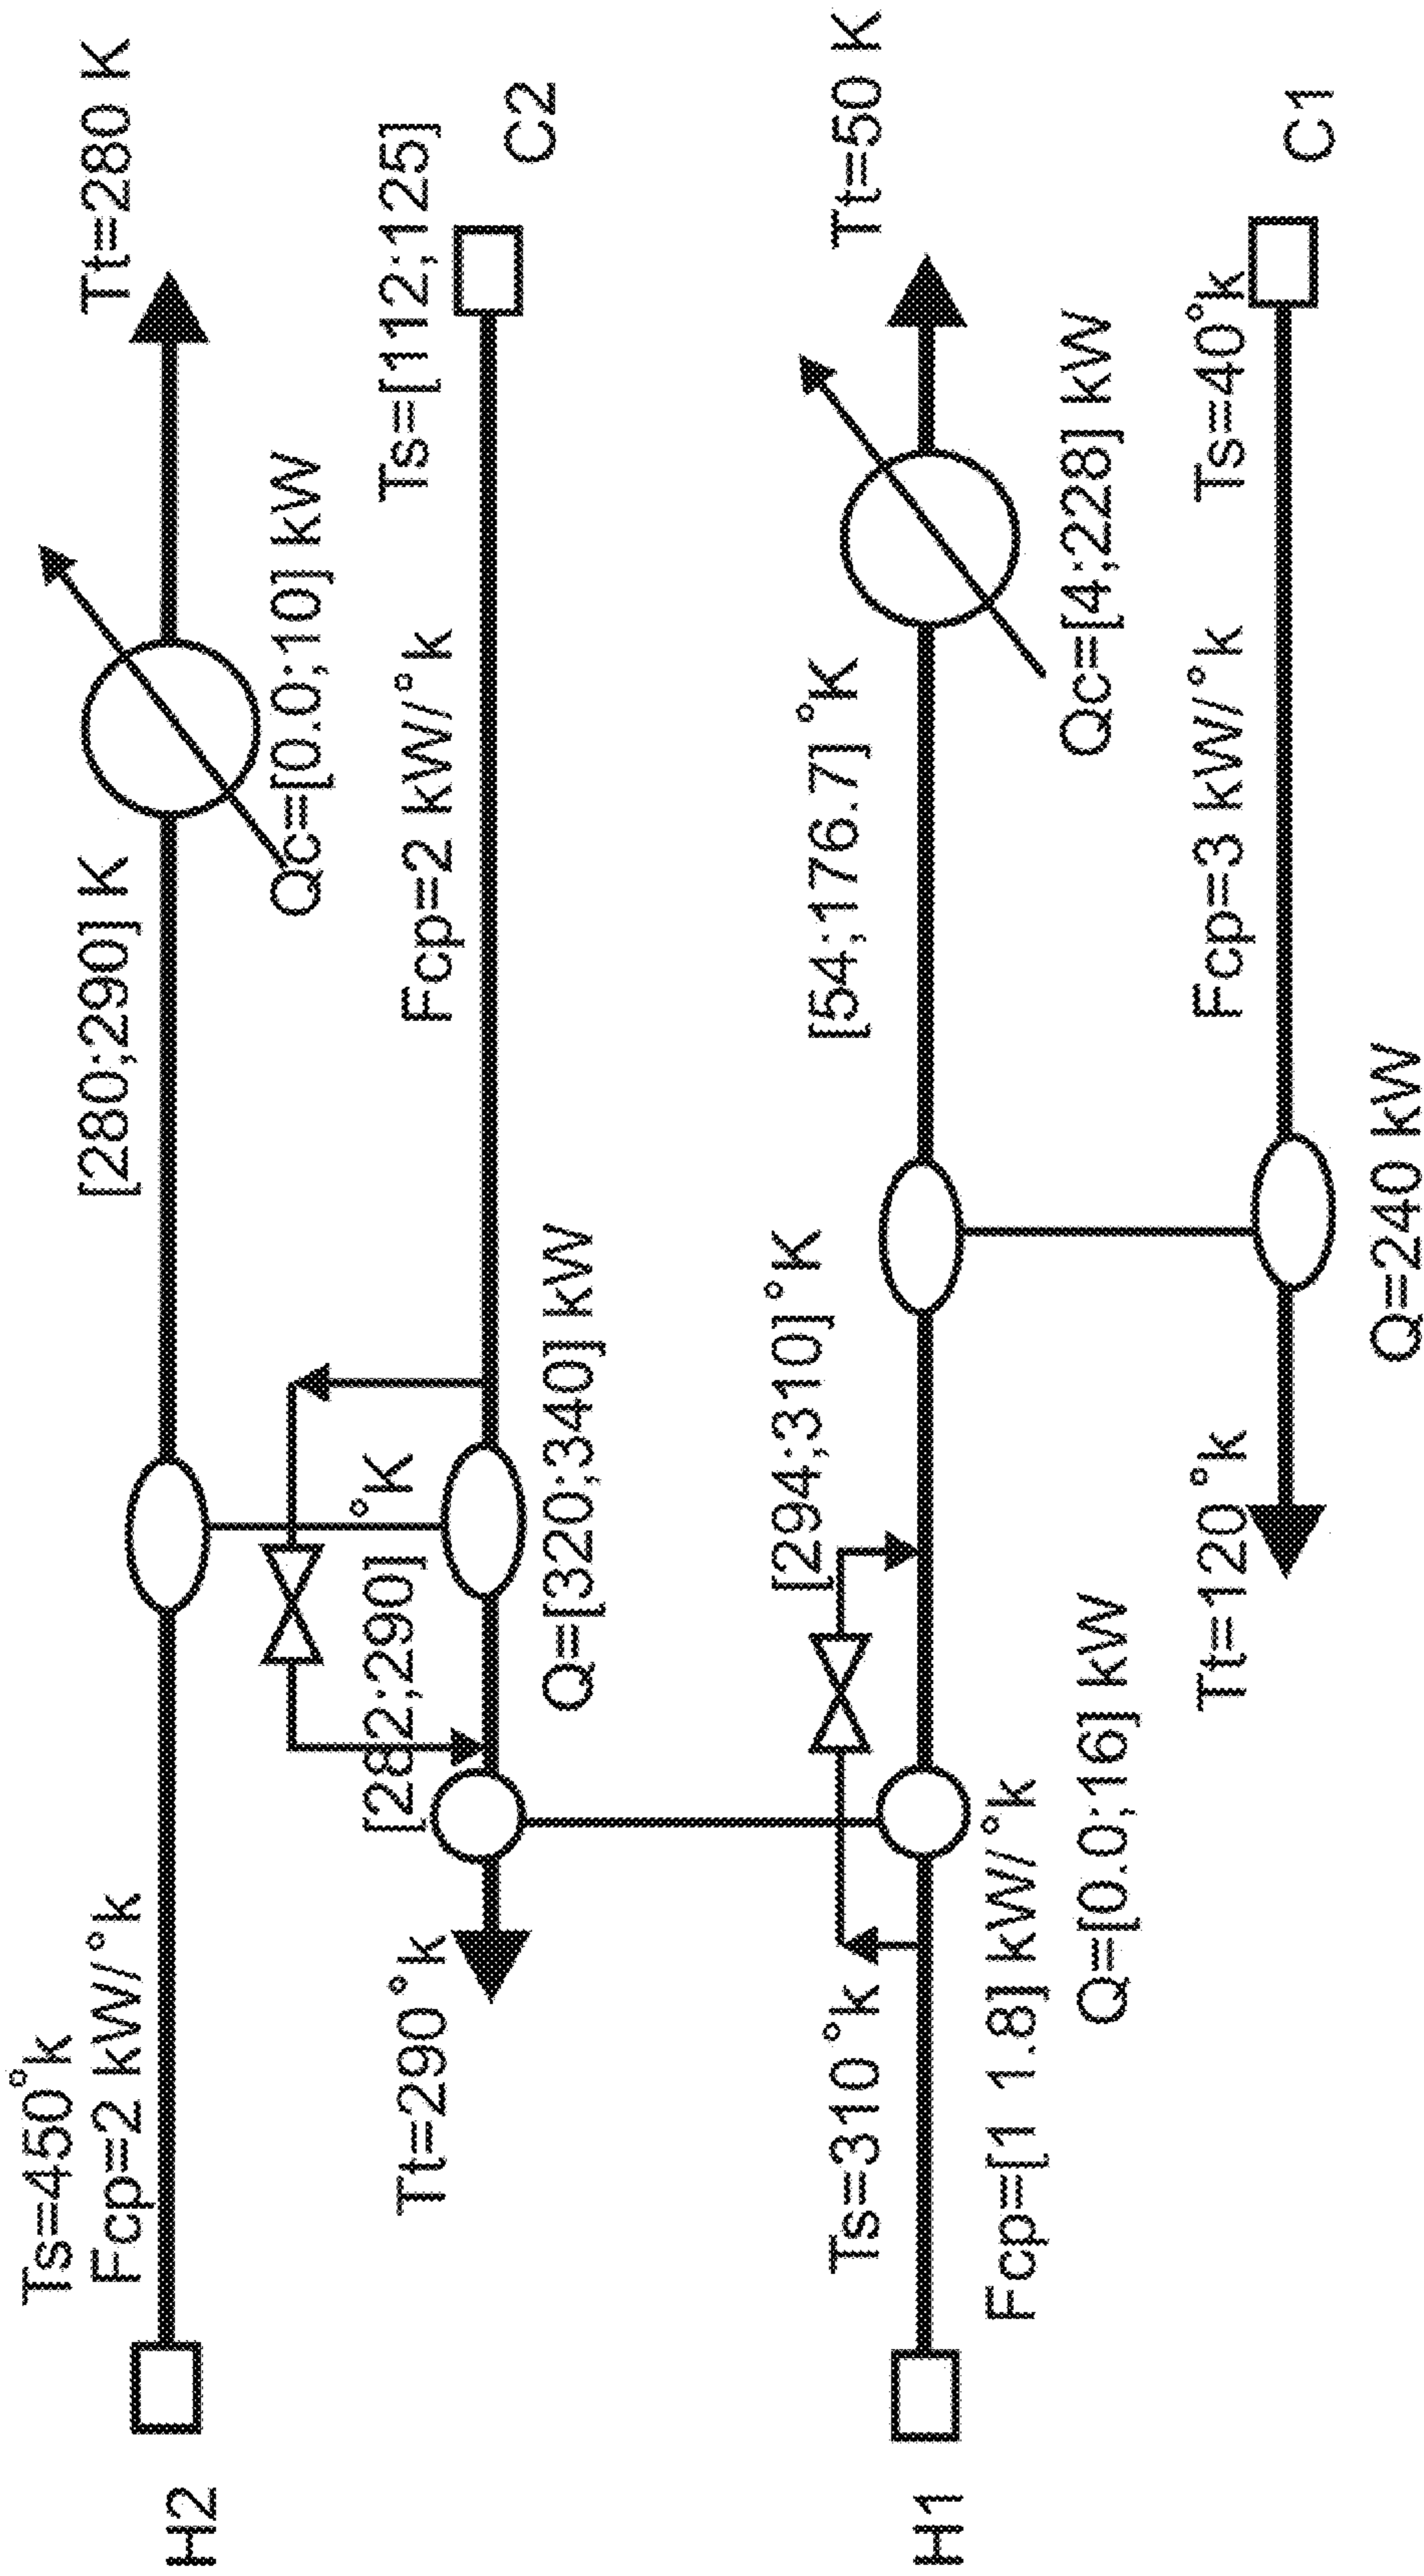 H2
Ts=450°k
Fcp=2 kW/°k
[280;290] K
Qc=[0.0;10] kW
Tt=280 K
Tt=290°k
[282;290] °K
Q=[320;340] kW
Fcp=2 kW/°k
Ts=[112;125]
C2
H1
Ts=310°k
Fcp=[1 1.8] kW/°k
Q=[0.0;16] kW
[294;310]°K
[54;176.7]°K
Qc=[4;228] kW
Tt=50 K
Tt=120°k
Q=240 kW
Fcp=3 kW/°k
Ts=40°k
C1